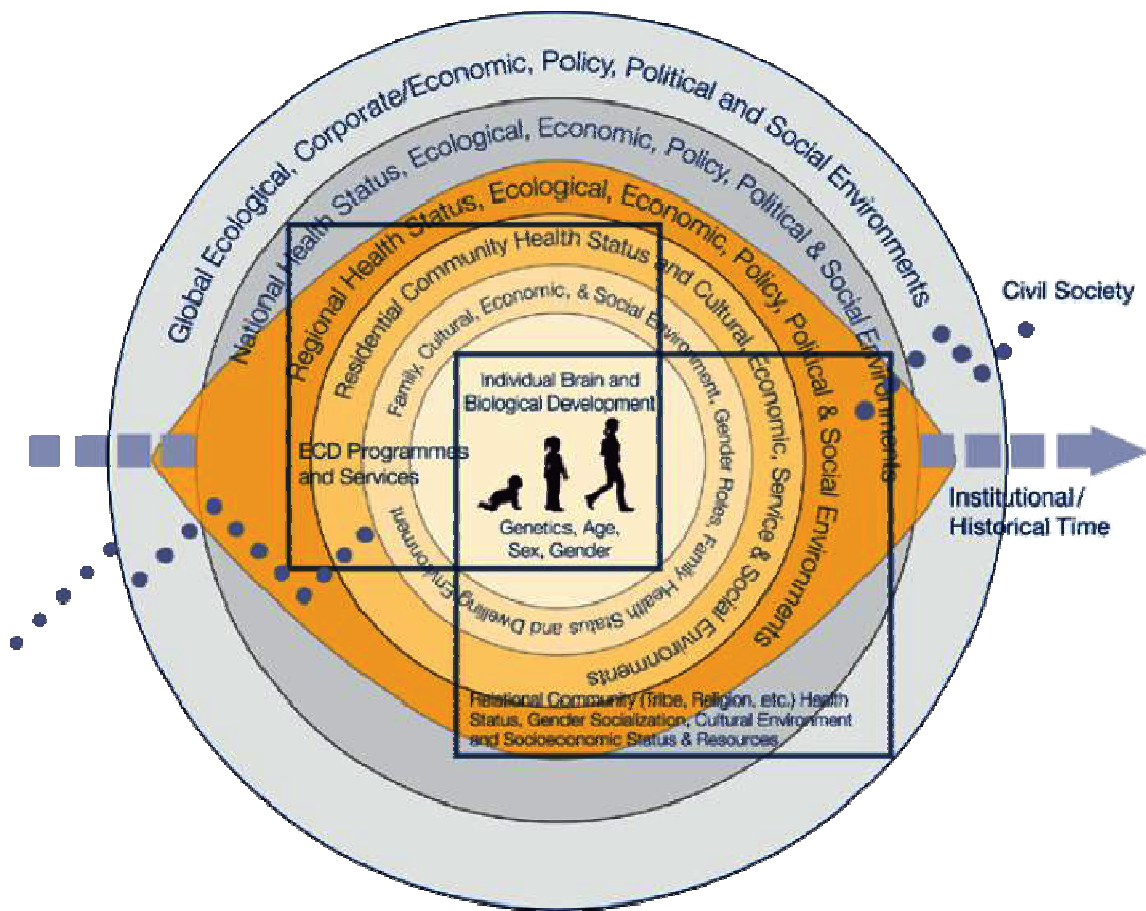 Global Ecological, Corporate/Economic, Policy, Political and Social Environments
National Health Status, Ecological, Economic, Policy, Political & Social Environments
Regional Health Status, Ecological, Economic, Policy, Political & Social Environments
Residential Community Health Status and Cultural, Economic, Service & Social Environments
Family, Cultural, Economic, & Social Environment, Gender Roles, Family Health Status and Dwelling Environment
Civil Society
Individual Brain and
Biological Development
ECD Programmes
and Services
Genetics, Age,
Sex, Gender
Institutional/
Historical Time
Relational Community (Tribe, Religion, etc.) Health
Status, Gender Socialization, Cultural Environment
and Socioeconomic Status & Resources